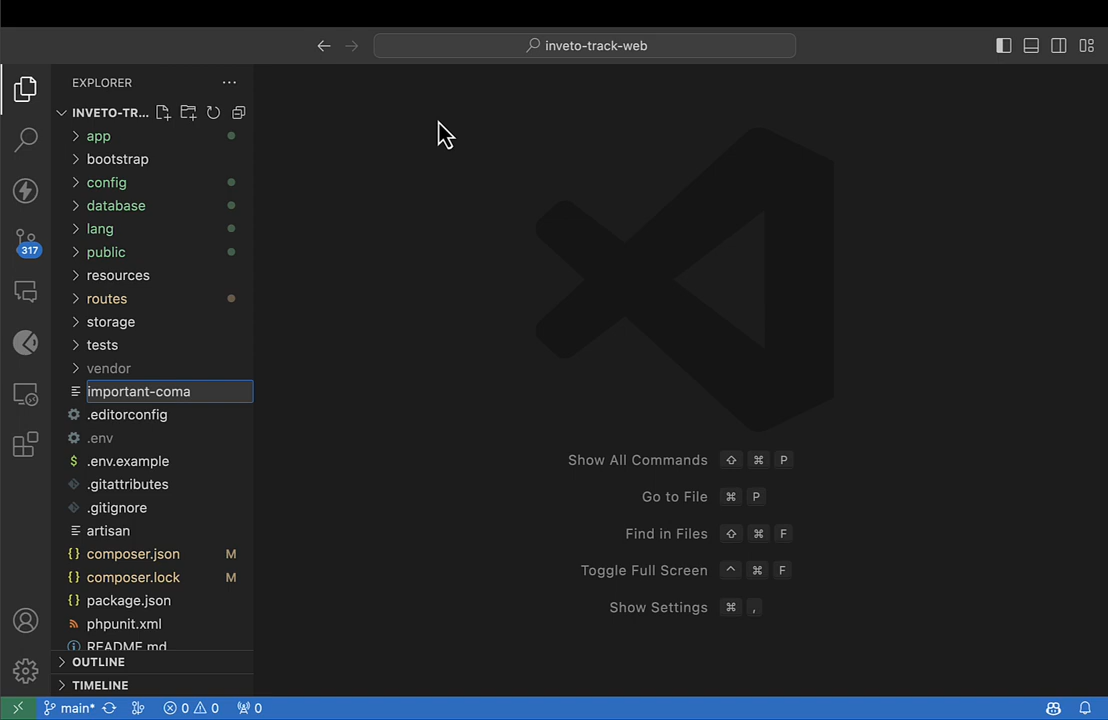 inveto-track-web
EXPLORER
INVETO-TR...
app
bootstrap
config
database
lang
public
resources
routes
storage
tests
vendor
important-coma
.editorconfig
.env
$ .env.example
.gitattributes
.gitignore
artisan
{} composer.json M
{} composer.lock M
{} package.json
phpunit.xml
README.md
OUTLINE
TIMELINE
317
Show All Commands ⇧ ⌘ P
Go to File ⌘ P
Find in Files ⇧ ⌘ F
Toggle Full Screen ^ ⌘ F
Show Settings ⌘ ,
main* 0 0 0